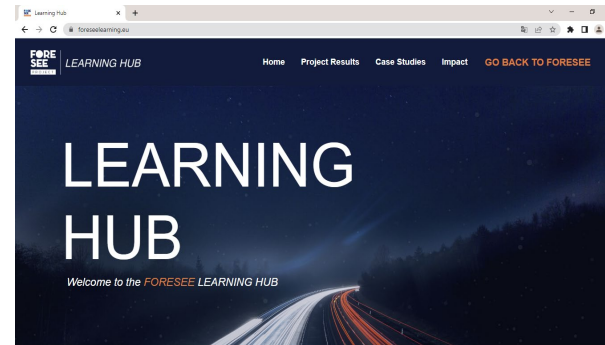 Learning Hub
foreseelearning.eu
FORE
SEE
PROJECT
LEARNING HUB
Home Project Results Case Studies Impact GO BACK TO FORESEE
LEARNING
HUB
Welcome to the FORESEE LEARNING HUB